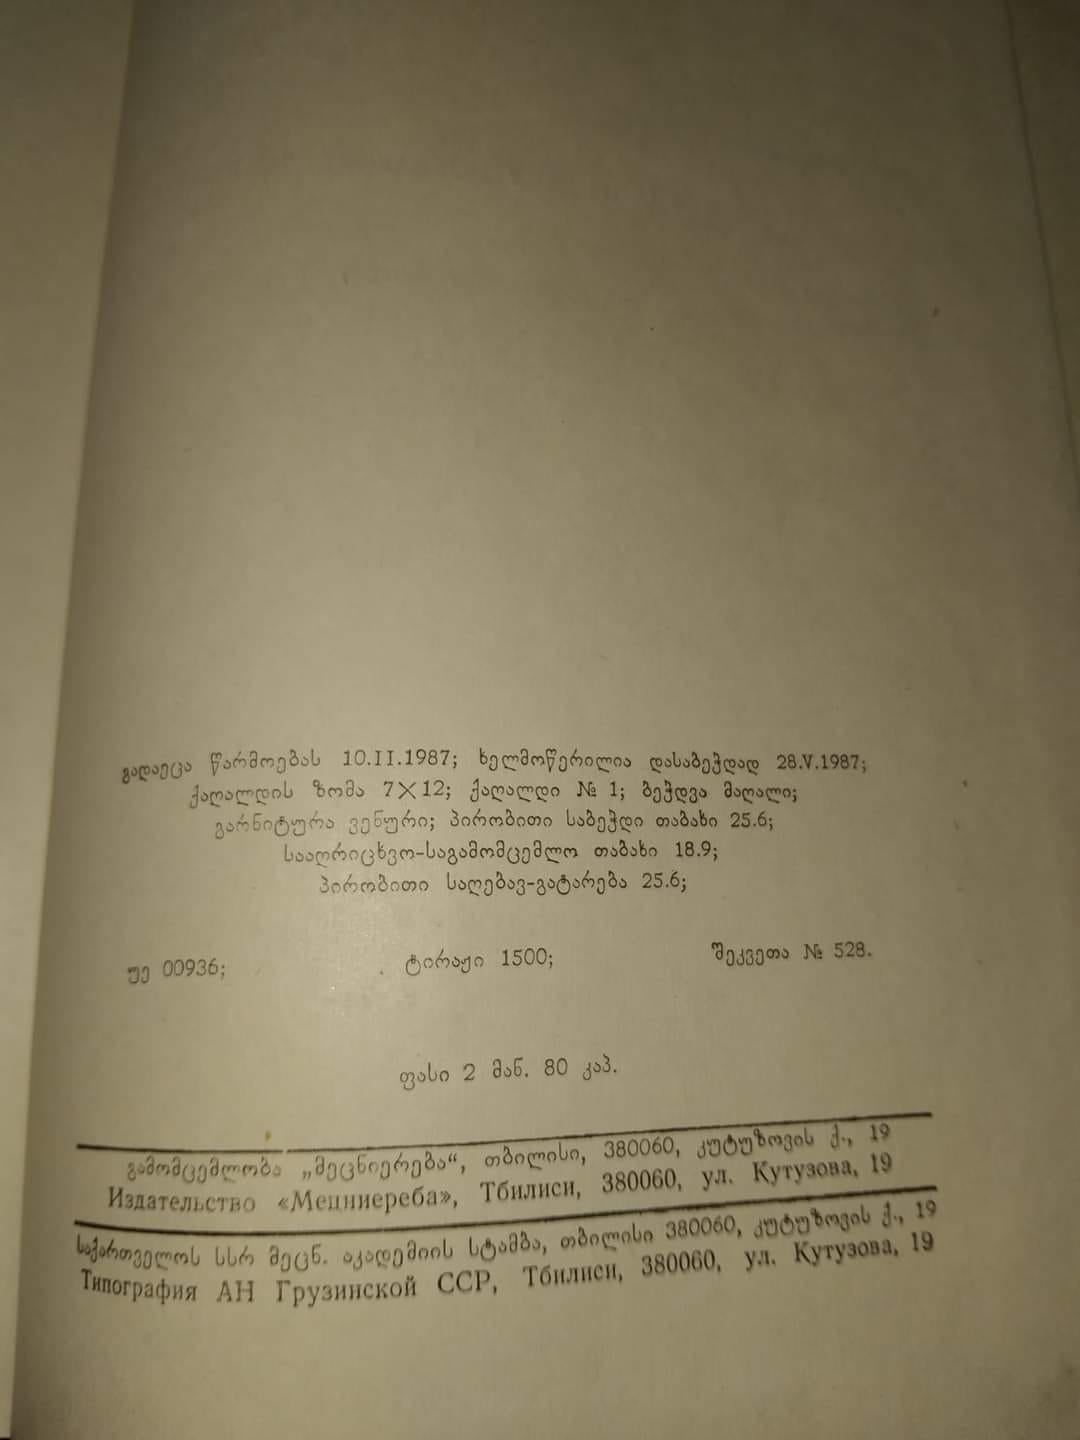 გადაეცა წარმოებას 10.II.1987; ხელმოწერილია დასაბეჭდად 28.V.1987;
ქაღალდის ზომა 7×12; ქაღალდი № 1; ბეჭდვა მაღალი;
გარნიტურა ვენური; პირობითი საბეჭდი თაბახი 25.6;
სააღრიცხვო-საგამომცემლო თაბახი 18.9;
პირობითი საღებავ-გატარება 25.6;
უე 00936; ტირაჟი 1500; შეკვეთა № 528.
ფასი 2 მან. 80 კაპ.
გამომცემლობა „მეცნიერება“, თბილისი, 380060, კუტუზოვის ქ., 19
Издательство «Мецниереба», Тбилиси, 380060, ул. Кутузова, 19
საქართველოს სსრ მეცნ. აკადემიის სტამბა, თბილისი 380060, კუტუზოვის ქ., 19
Типография АН Грузинской ССР, Тбилиси, 380060, ул. Кутузова, 19